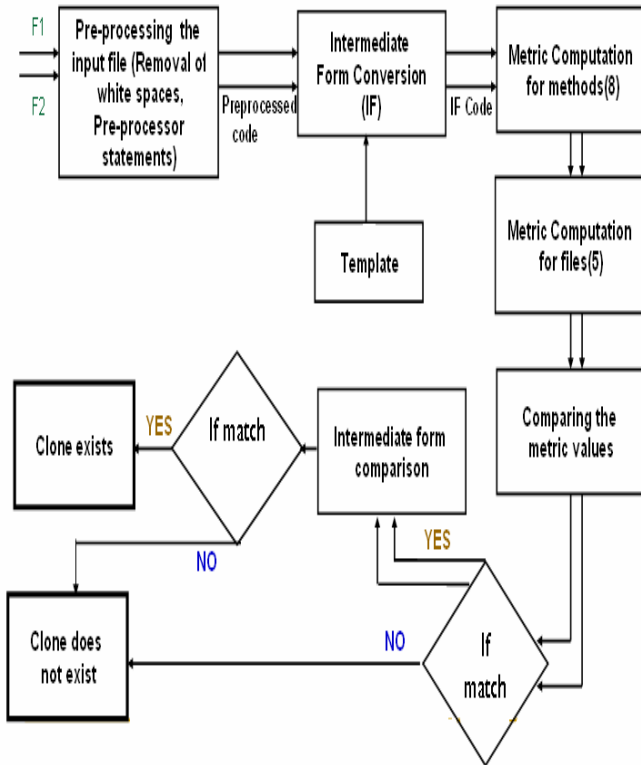 F1
F2
Pre-processing the
input file (Removal of
white spaces,
Pre-processor
statements)
Preprocessed
code
Intermediate
Form Conversion
(IF)
IF Code
Metric Computation
for methods(8)
Template
Metric Computation
for files(5)
Comparing the
metric values
If
match
YES
NO
Intermediate form
comparison
If match
YES
NO
Clone exists
Clone does
not exist